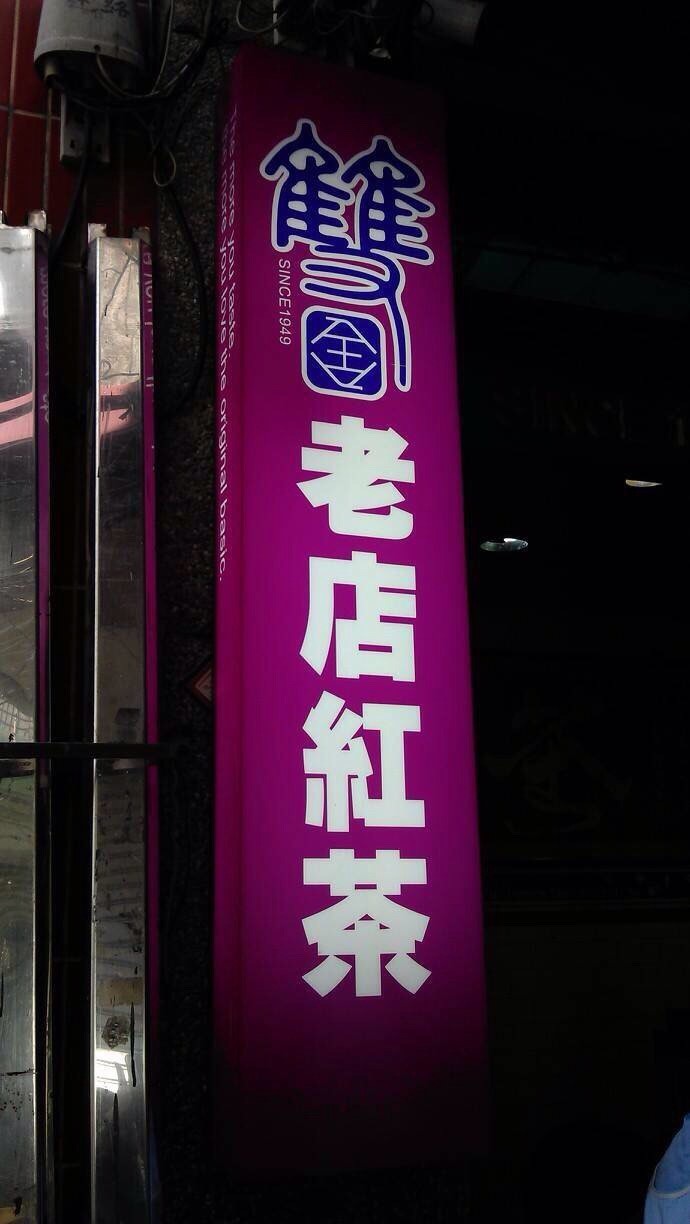 雙全
SINCE1949
老店紅茶
The more you taste.
the more you love the original basic.